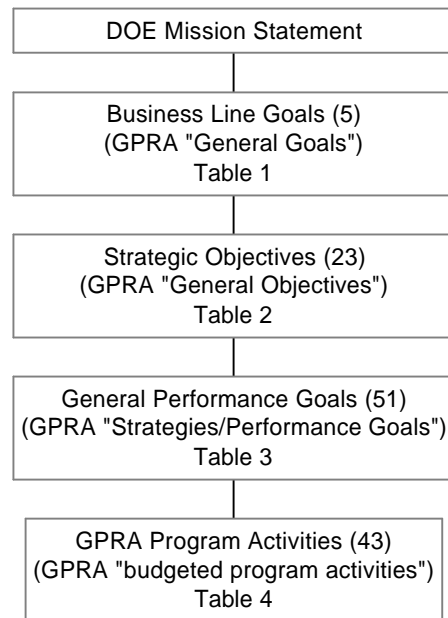 DOE Mission Statement
Business Line Goals (5)
(GPRA "General Goals")
Table 1
Strategic Objectives (23)
(GPRA "General Objectives")
Table 2
General Performance Goals (51)
(GPRA "Strategies/Performance Goals")
Table 3
GPRA Program Activities (43)
(GPRA "budgeted program activities")
Table 4